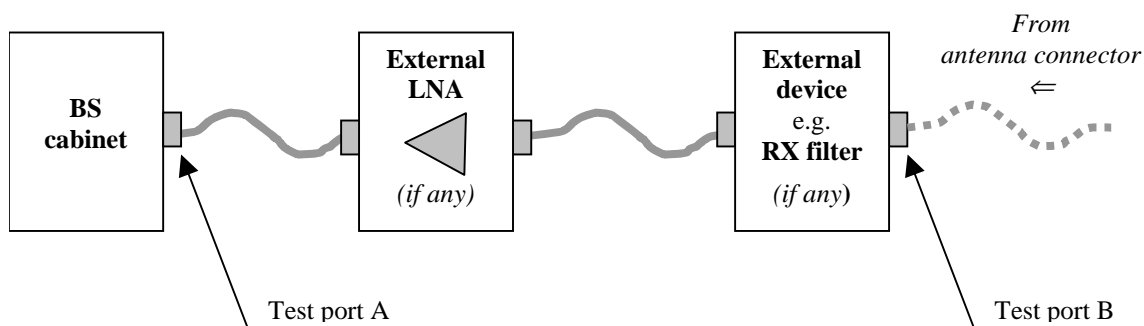 BS
cabinet
External
LNA
(if any)
External
device
e.g.
RX filter
(if any)
From
antenna connector
⇐
Test port A
Test port B